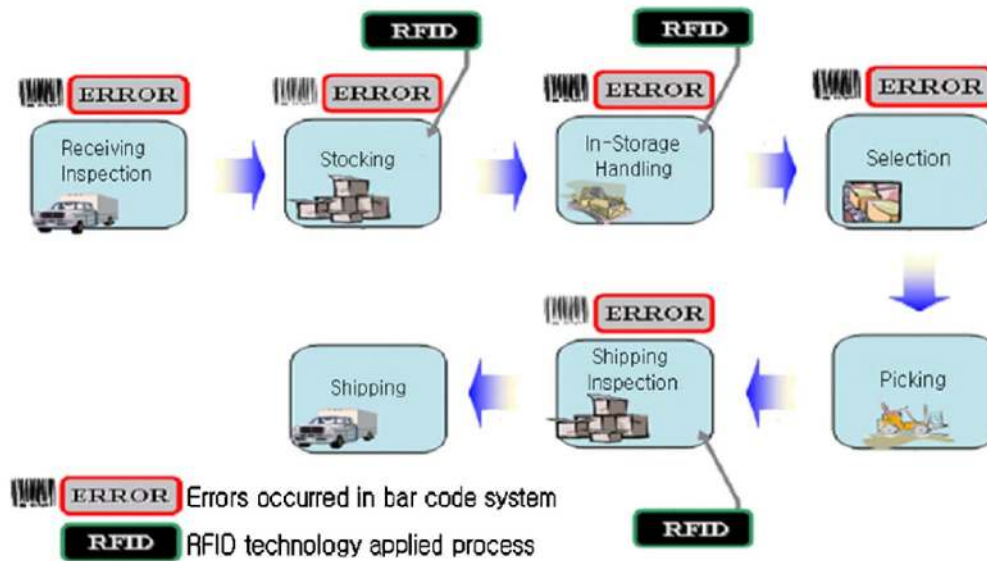 RFID
RFID
ERROR
ERROR
ERROR
ERROR
Receiving
Inspection
Stocking
In-Storage
Handling
Selection
ERROR
Shipping
Shipping
Inspection
Picking
ERROR Errors occurred in bar code system
RFID
RFID RFID technology applied process